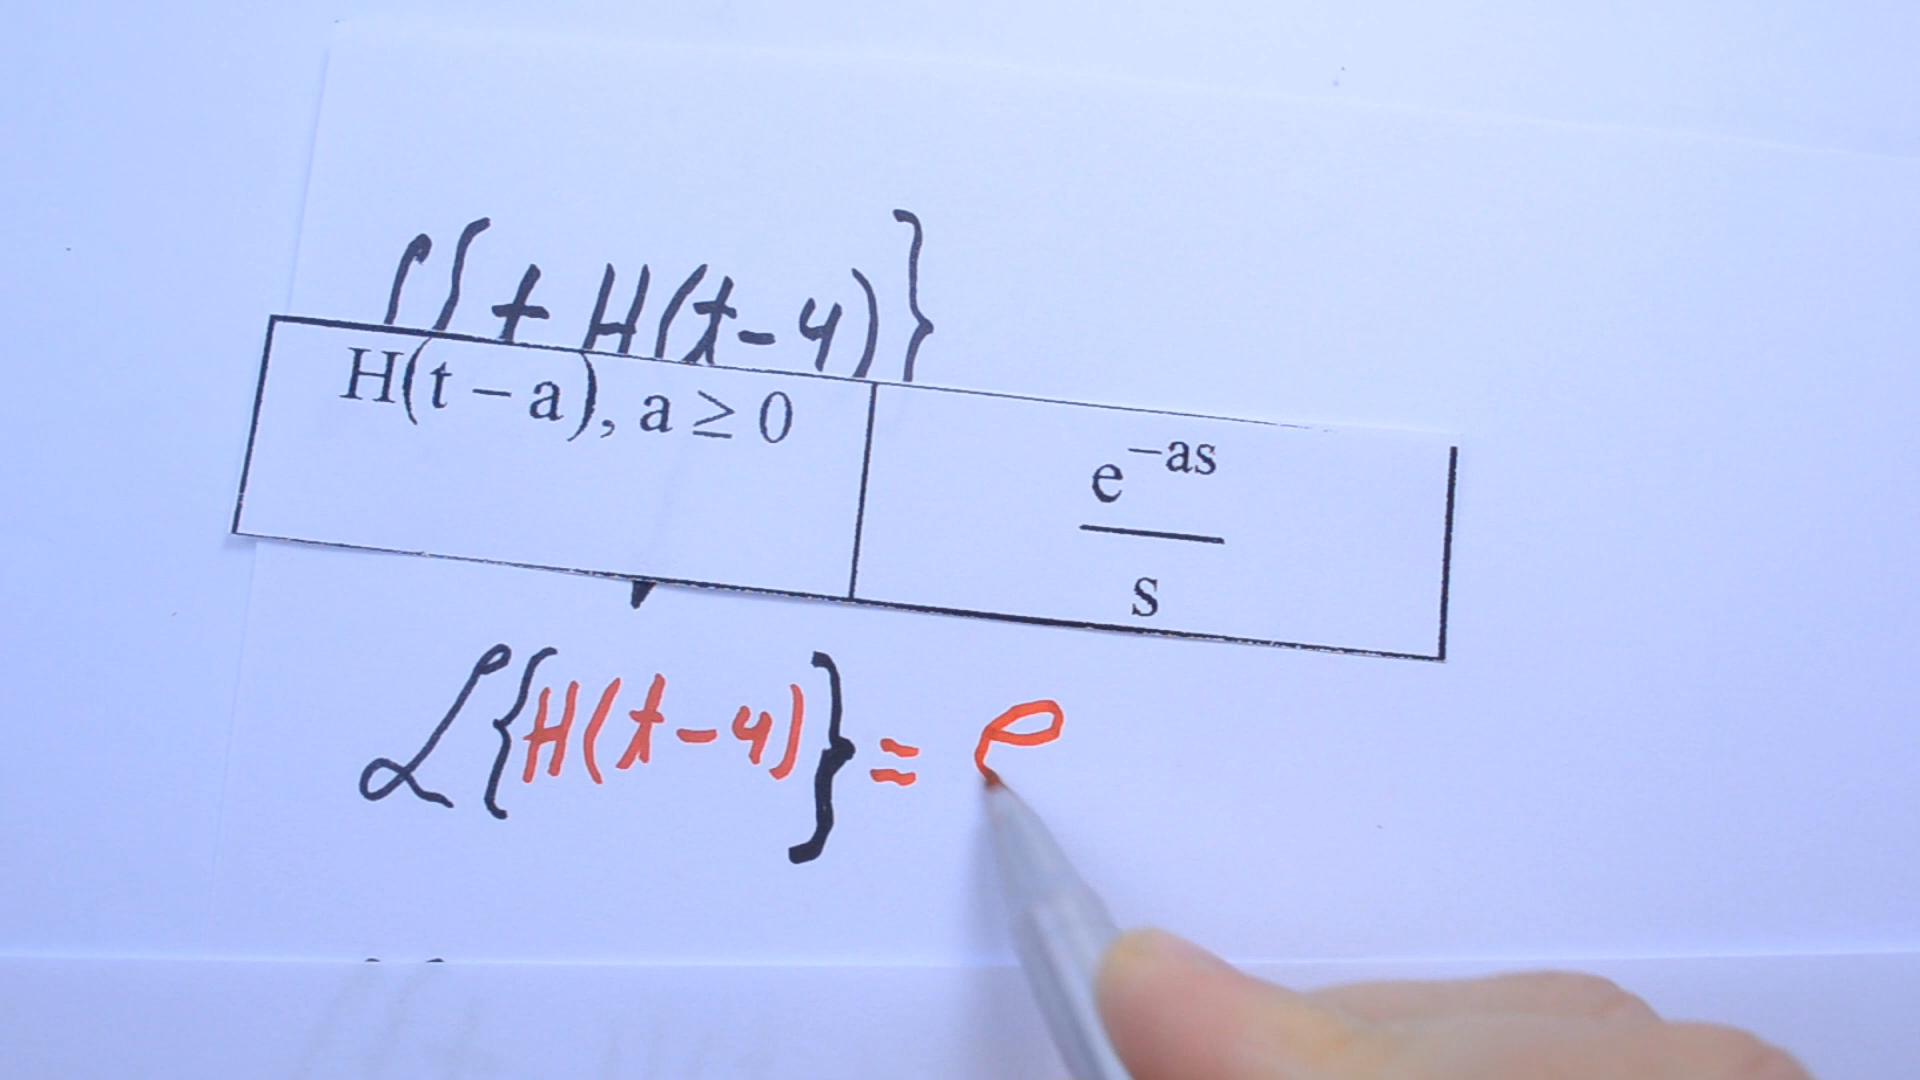 ℒ{t H(t-4)}
H(t – a), a ≥ 0
e^–as
s
ℒ{H(t-4)} = e